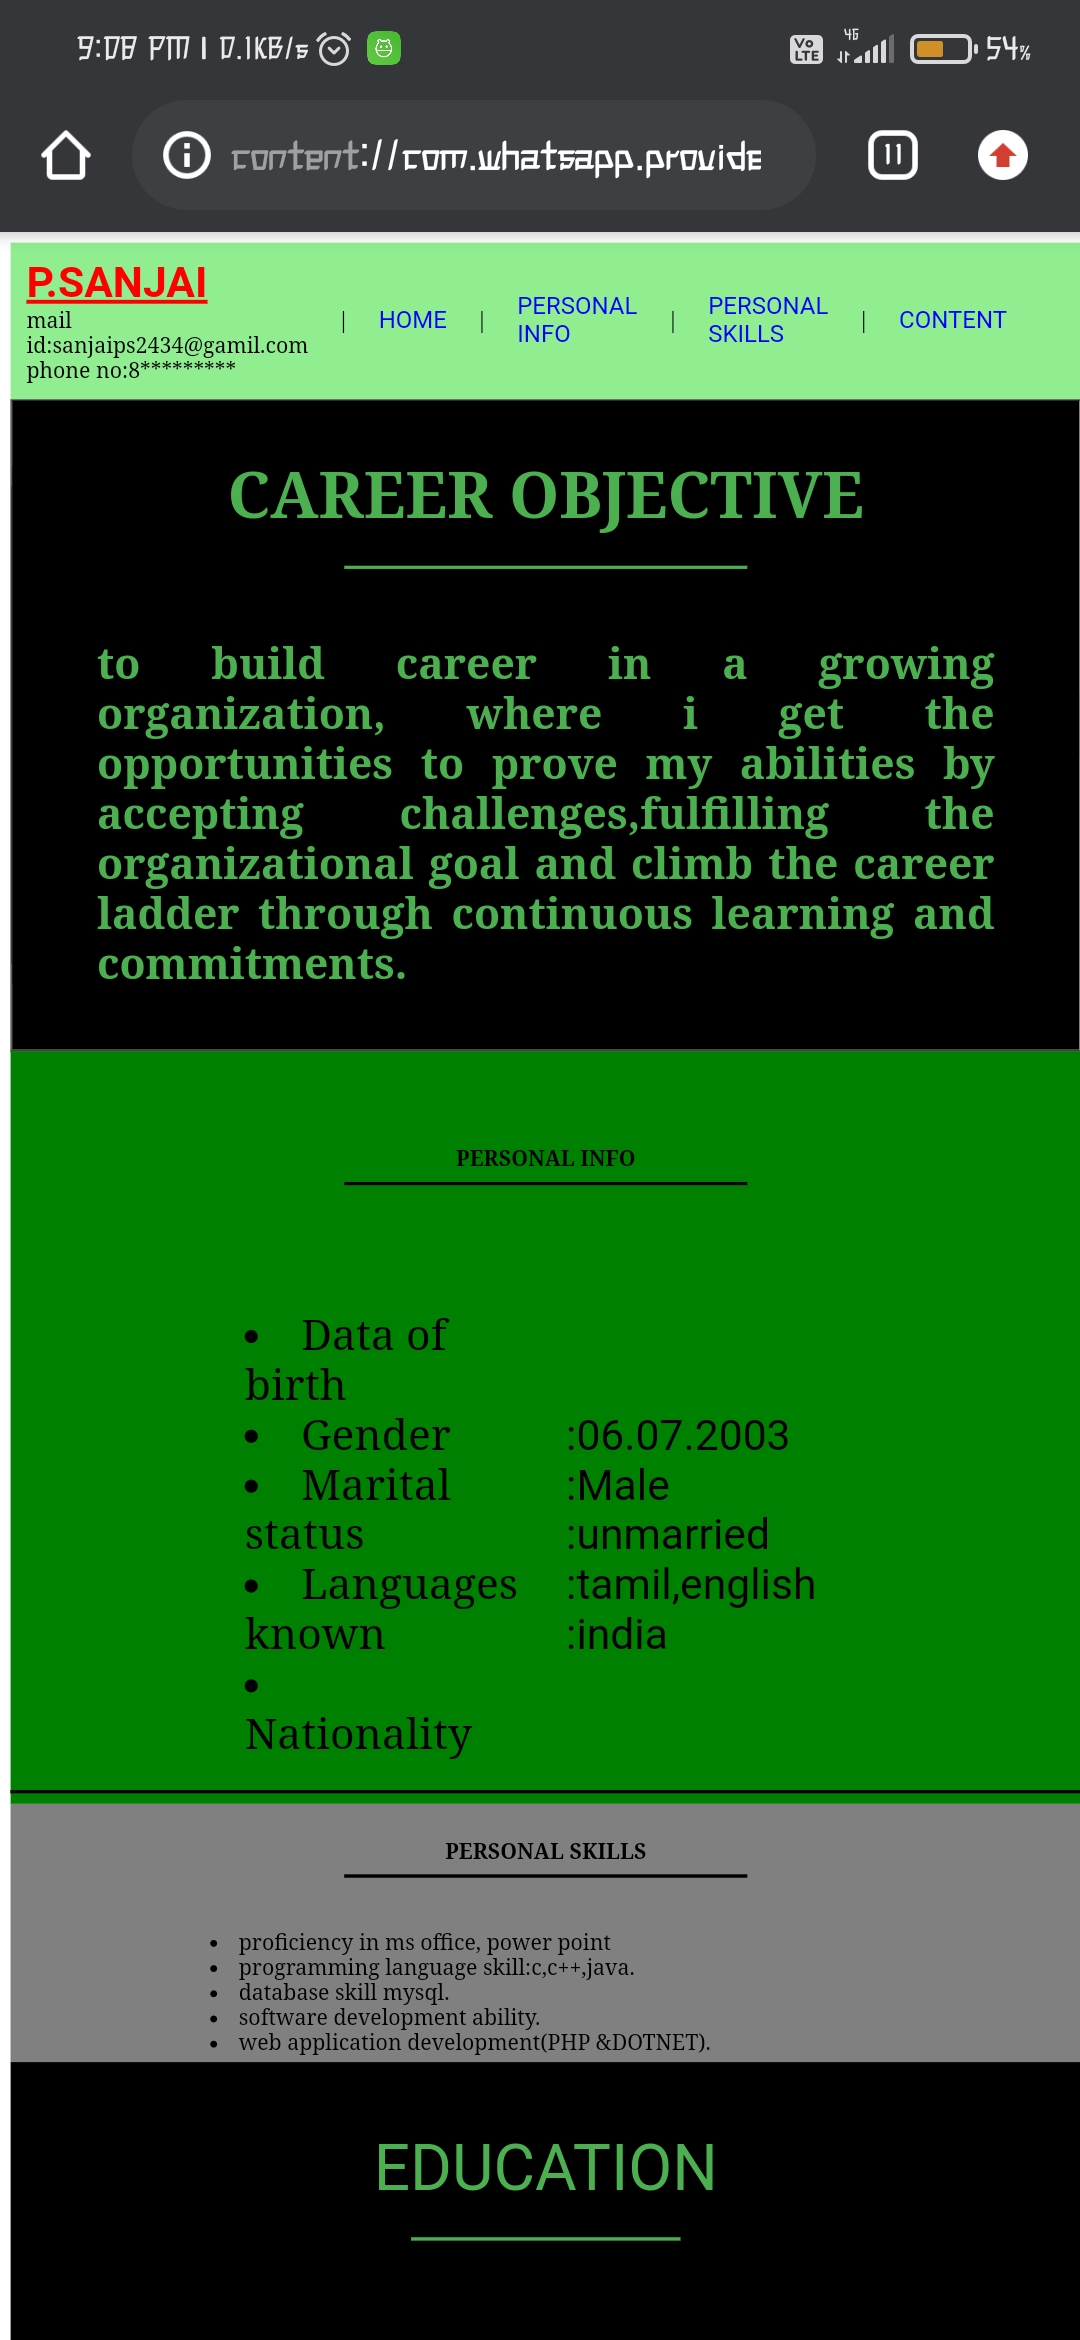 9:08 PM | 0.1KB/s
Vo LTE 4G 54%
content://com.whatsapp.provide
11
P.SANJAI
mail
id:sanjaips2434@gamil.com
phone no:8*********
| HOME | PERSONAL INFO | PERSONAL SKILLS | CONTENT
CAREER OBJECTIVE
to build career in a growing
organization, where i get the
opportunities to prove my abilities by
accepting challenges,fulfilling the
organizational goal and climb the career
ladder through continuous learning and
commitments.
PERSONAL INFO
• Data of
birth
• Gender :06.07.2003
• Marital :Male
status :unmarried
• Languages :tamil,english
known :india
•
Nationality
PERSONAL SKILLS
• proficiency in ms office, power point
• programming language skill:c,c++,java.
• database skill mysql.
• software development ability.
• web application development(PHP &DOTNET).
EDUCATION